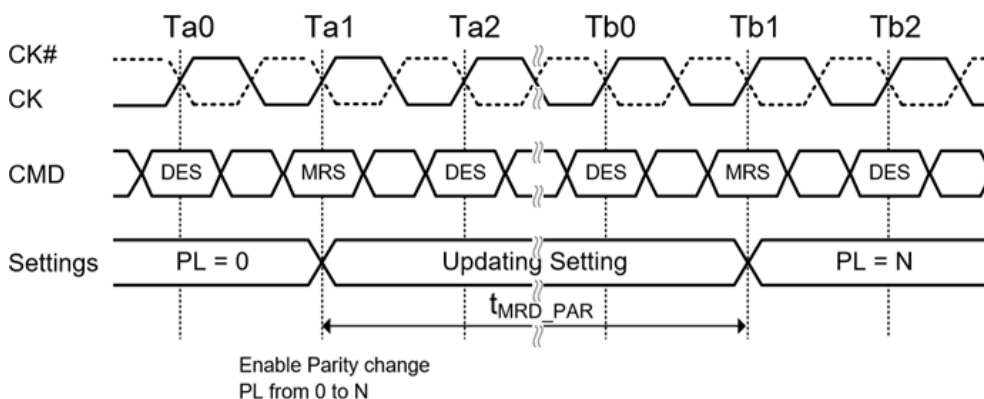 Ta0 Ta1 Ta2 Tb0 Tb1 Tb2
CK#
CK
CMD DES MRS DES DES MRS DES
Settings PL = 0 Updating Setting PL = N
tMRD_PAR
Enable Parity change
PL from 0 to N